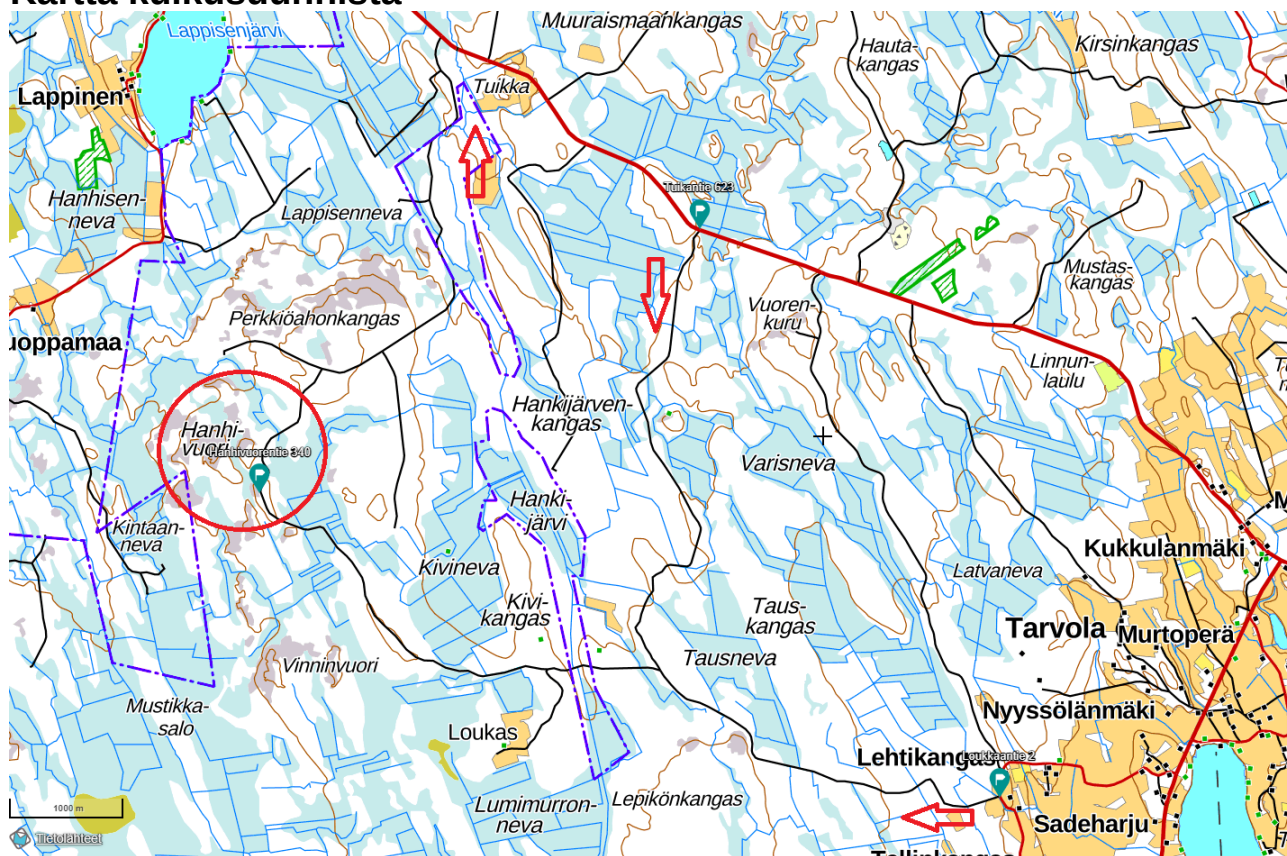 Lappisenjärvi
Muuraismaankangas
Hauta-
kangas
Kirsinkangas
Tuikka
Lappinen
Hanhisen-
neva
Lappisenneva
Tuikantie 623
Mustas-
kangas
Vuoren-
kuru
Perkkiöahonkangas
uoppamaa
Linnun-
laulu
Hankijärven-
kangas
Hanhi-
vuori
Hanhivuorentie 340
Varisneva
Hanki-
järvi
Kintaan-
neva
Kukkulanmäki
Kivineva
Latvaneva
Kivi-
kangas
Taus-
kangas
Tarvola
Murtoperä
Tausneva
Vinninvuori
Mustikka-
salo
Nyyssölänmäki
Loukas
Lehtikangas
Loukkaantie 2
1000 m
Lumimurron-
neva
Lepikönkangas
Sadeharju
Tietolähteet